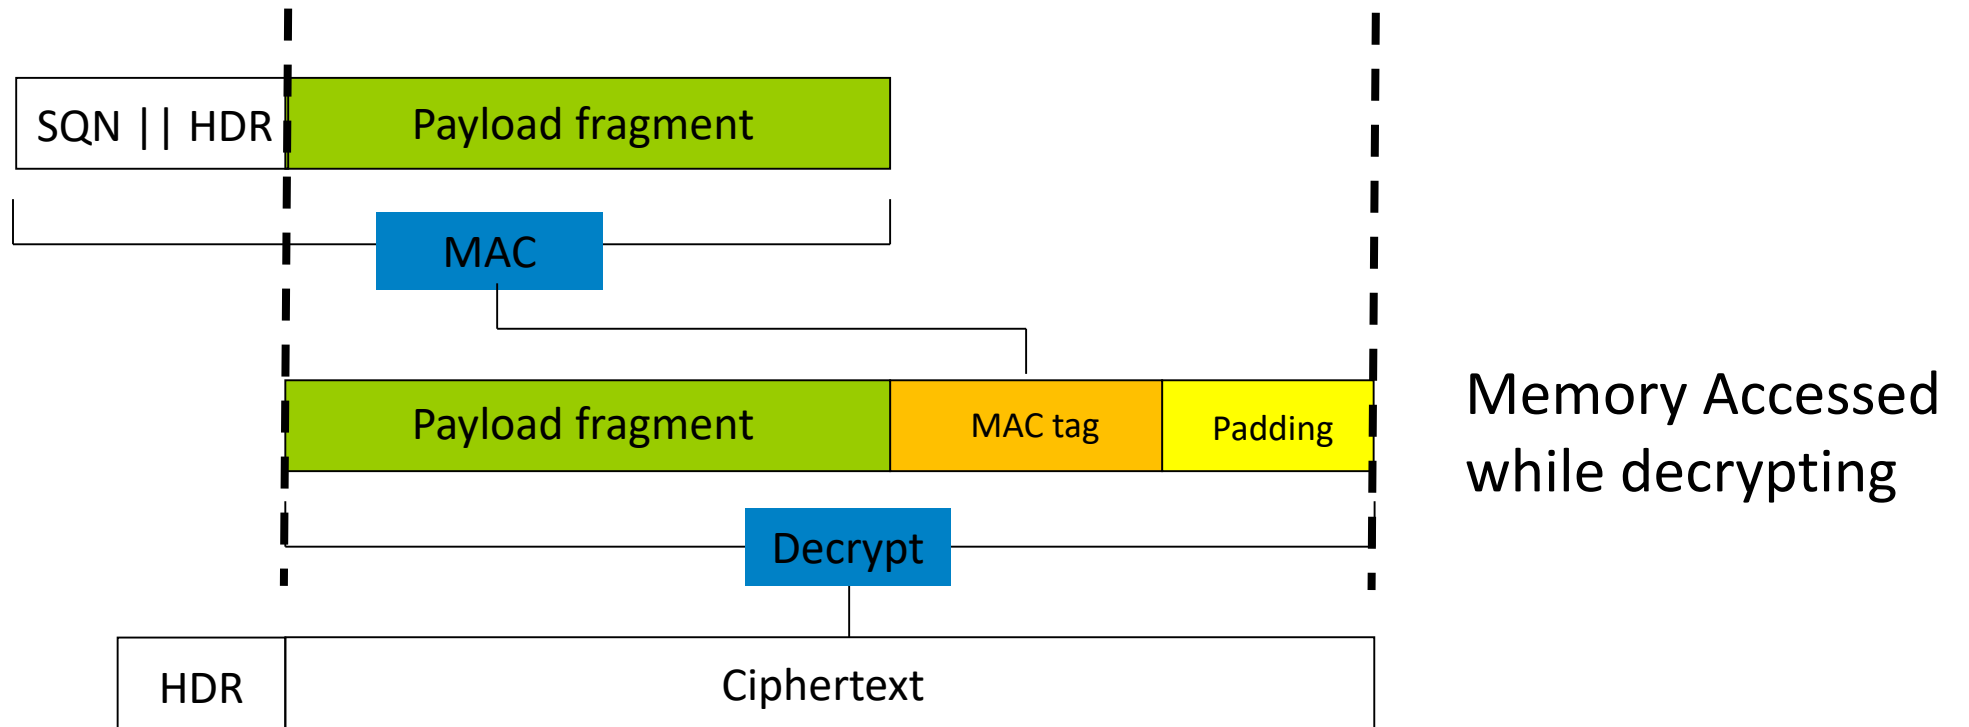 SQN || HDR
Payload fragment
MAC
Payload fragment
MAC tag
Padding
Memory Accessed
while decrypting
Decrypt
HDR
Ciphertext